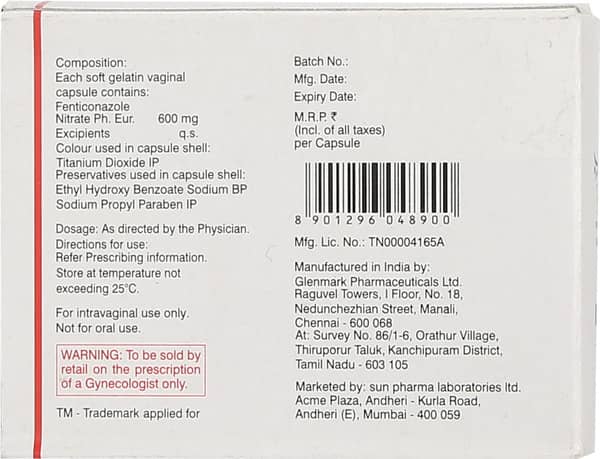 Composition:
Each soft gelatin vaginal
capsule contains:
Fenticonazole
Nitrate Ph. Eur. 600 mg
Excipients q.s.
Colour used in capsule shell:
Titanium Dioxide IP
Preservatives used in capsule shell:
Ethyl Hydroxy Benzoate Sodium BP
Sodium Propyl Paraben IP
Dosage: As directed by the Physician.
Directions for use:
Refer Prescribing information.
Store at temperature not
exceeding 25°C.
For intravaginal use only.
Not for oral use.
WARNING: To be sold by
retail on the prescription
of a Gynecologist only.
TM - Trademark applied for
Batch No.:
Mfg. Date:
Expiry Date:
M.R.P. ₹
(Incl. of all taxes)
per Capsule
8 901296 048900
Mfg. Lic. No.: TN00004165A
Manufactured in India by:
Glenmark Pharmaceuticals Ltd.
Raguvel Towers, I Floor, No. 18,
Nedunchezhian Street, Manali,
Chennai - 600 068
At: Survey No. 86/1-6, Orathur Village,
Thiruporur Taluk, Kanchipuram District,
Tamil Nadu - 603 105
Marketed by: sun pharma laboratories ltd.
Acme Plaza, Andheri - Kurla Road,
Andheri (E), Mumbai - 400 059